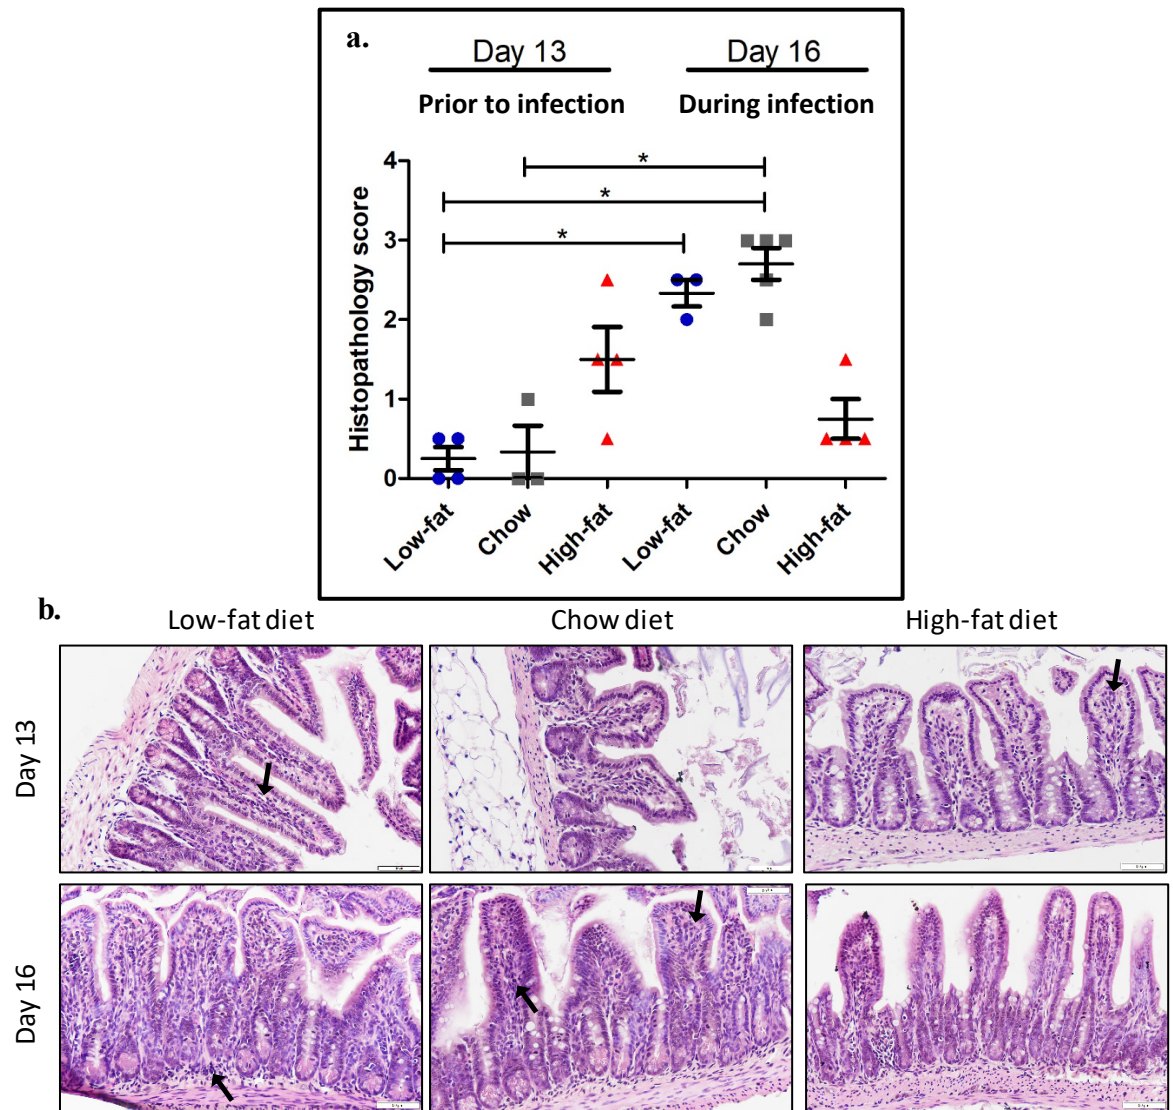 a.
Day 13
Day 16
Prior to infection
During infection
*
*
*
Histopathology score
4
3
2
1
0
Low-fat
Chow
High-fat
Low-fat
Chow
High-fat
b.
Low-fat diet
Chow diet
High-fat diet
Day 13
Day 16